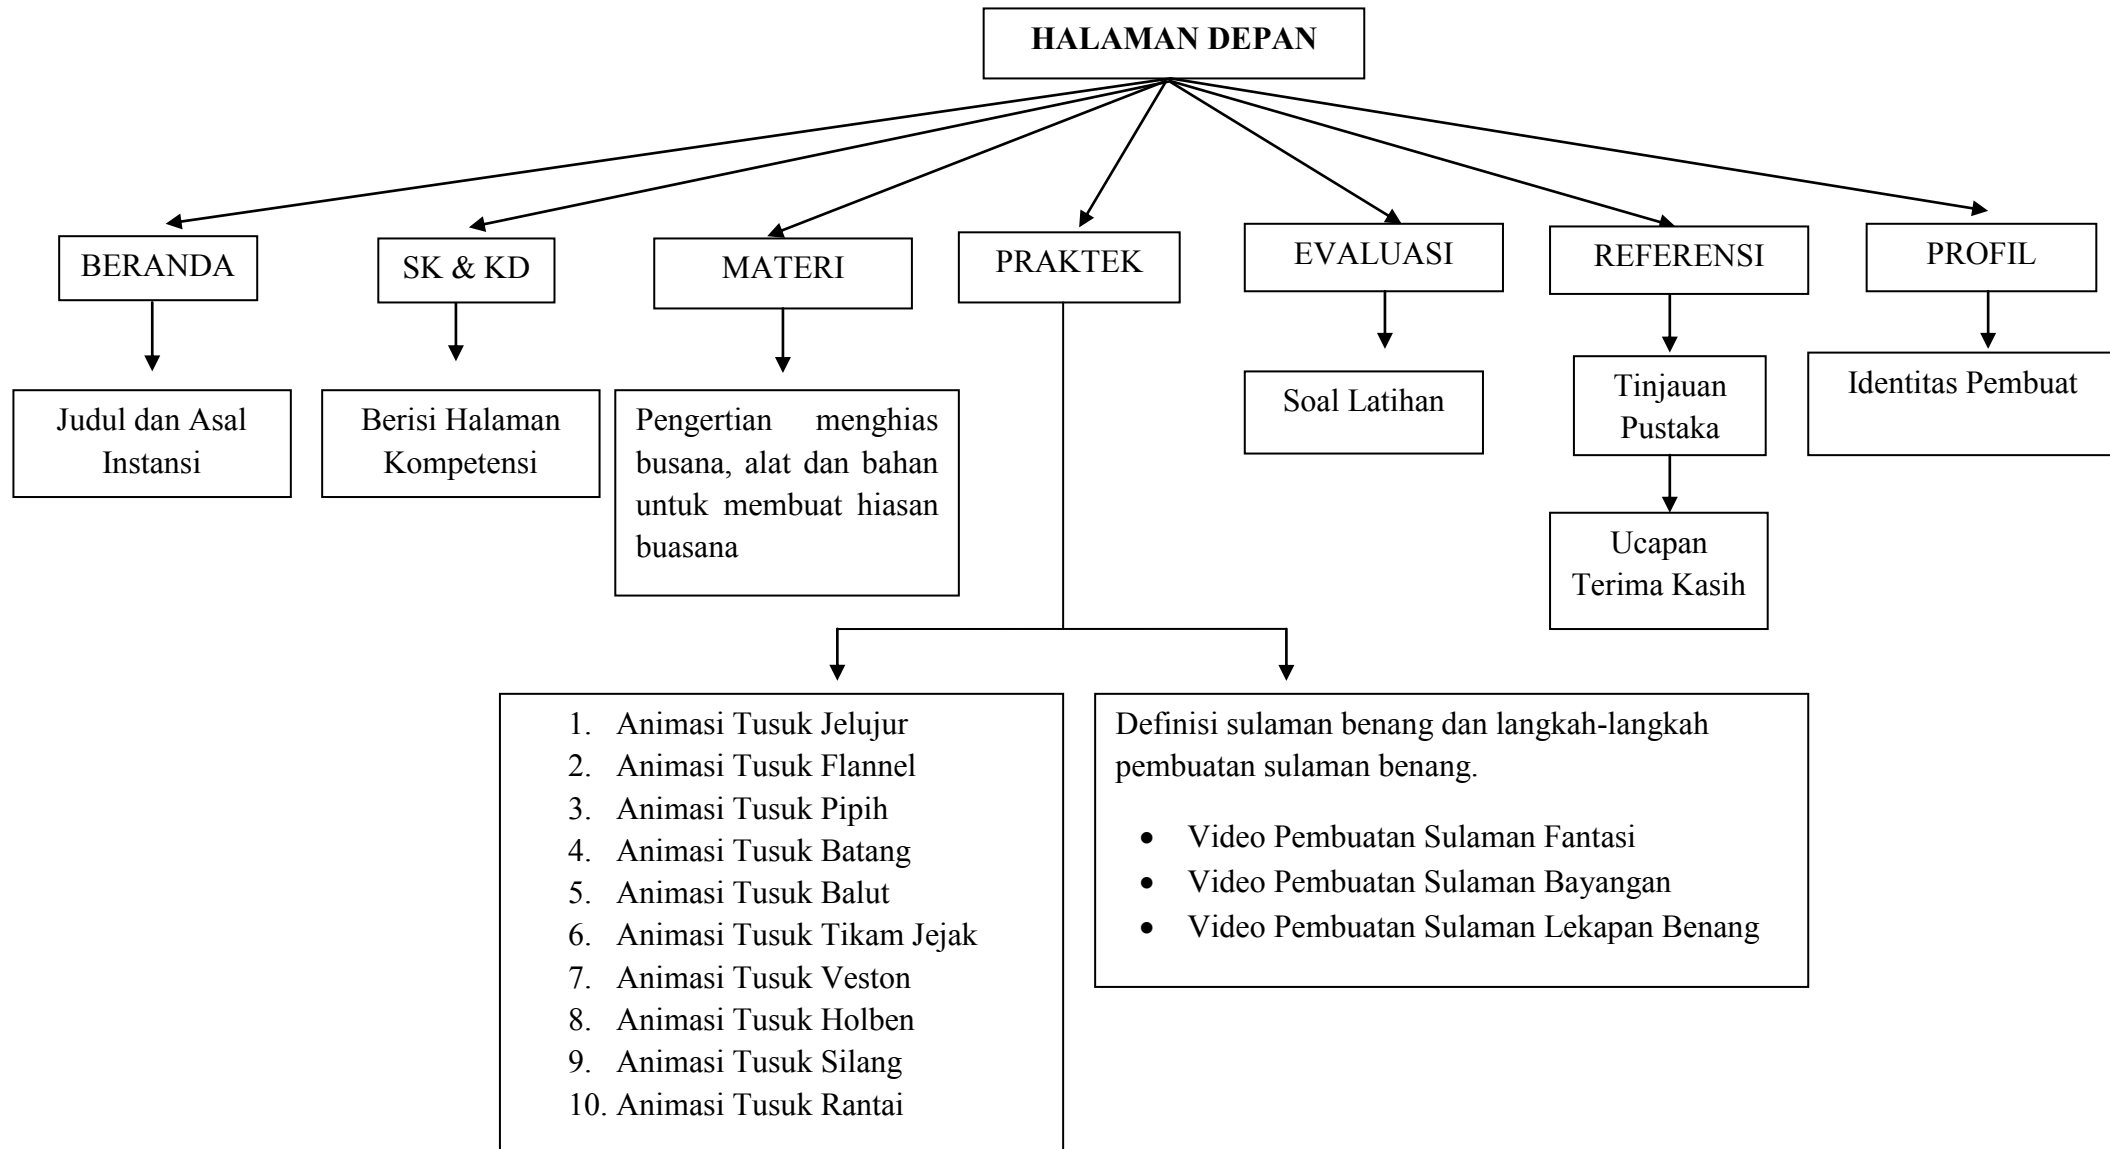 HALAMAN DEPAN
BERANDA
SK & KD
MATERI
PRAKTEK
EVALUASI
REFERENSI
PROFIL
Judul dan Asal
Instansi
Berisi Halaman
Kompetensi
Pengertian menghias
busana, alat dan bahan
untuk membuat hiasan
buasana
Soal Latihan
Tinjauan
Pustaka
Ucapan
Terima Kasih
Identitas Pembuat
1. Animasi Tusuk Jelujur
2. Animasi Tusuk Flannel
3. Animasi Tusuk Pipih
4. Animasi Tusuk Batang
5. Animasi Tusuk Balut
6. Animasi Tusuk Tikam Jejak
7. Animasi Tusuk Veston
8. Animasi Tusuk Holben
9. Animasi Tusuk Silang
10. Animasi Tusuk Rantai
Definisi sulaman benang dan langkah-langkah
pembuatan sulaman benang.
• Video Pembuatan Sulaman Fantasi
• Video Pembuatan Sulaman Bayangan
• Video Pembuatan Sulaman Lekapan Benang